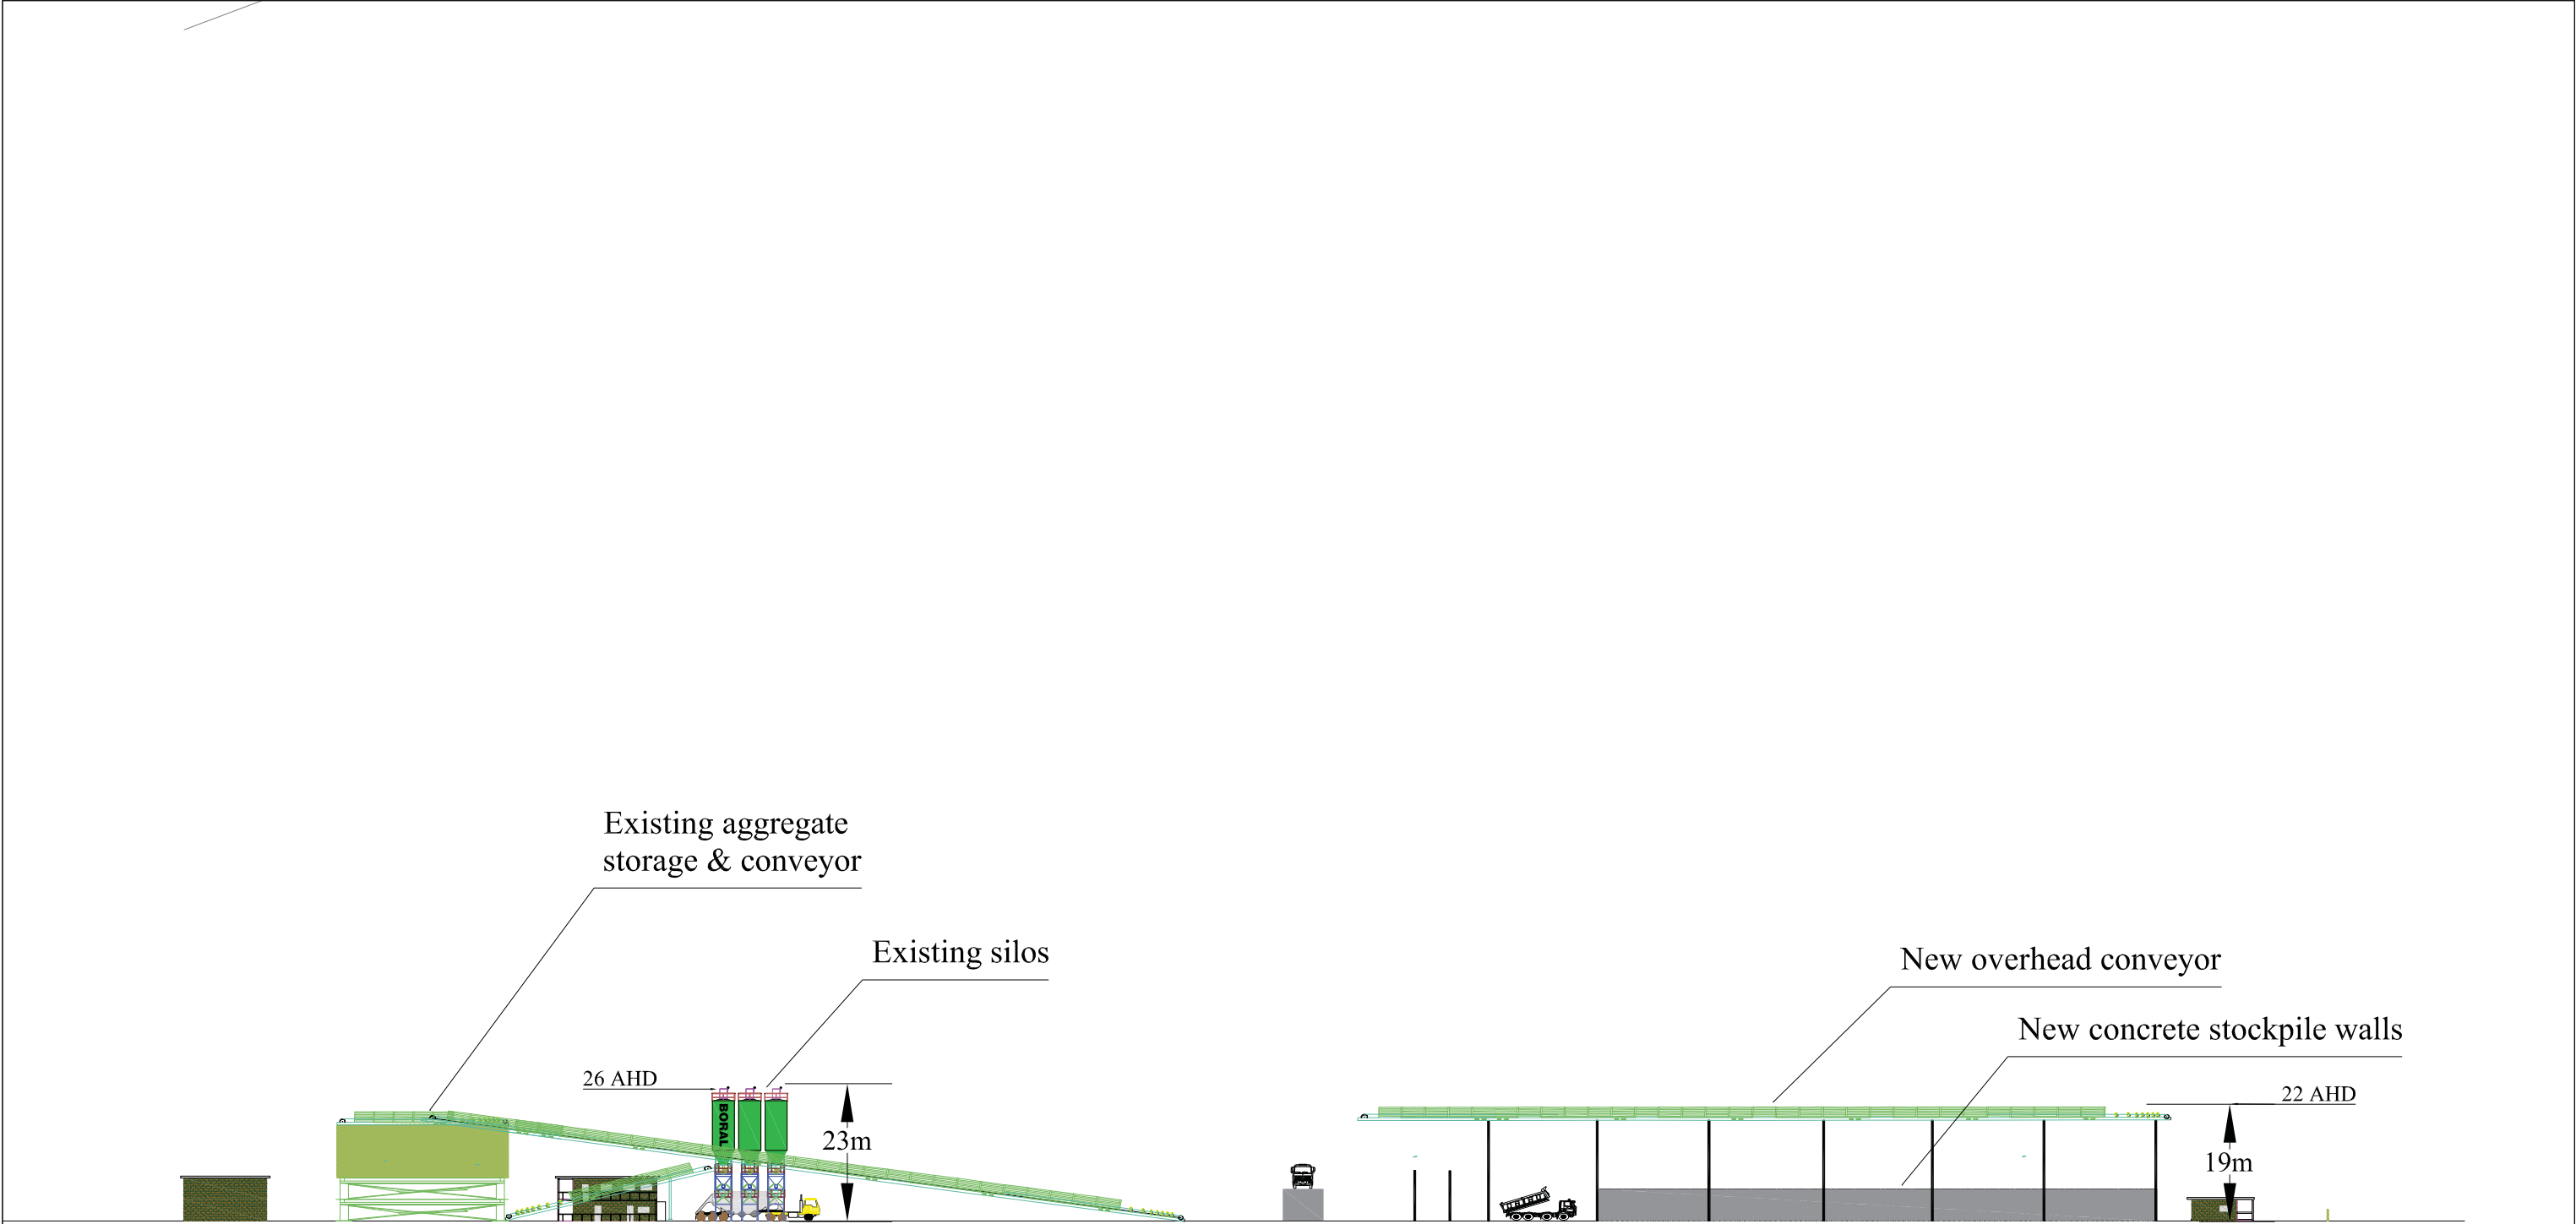 Existing aggregate
storage & conveyor
Existing silos
New overhead conveyor
New concrete stockpile walls
26 AHD
22 AHD
BORAL
23m
19m